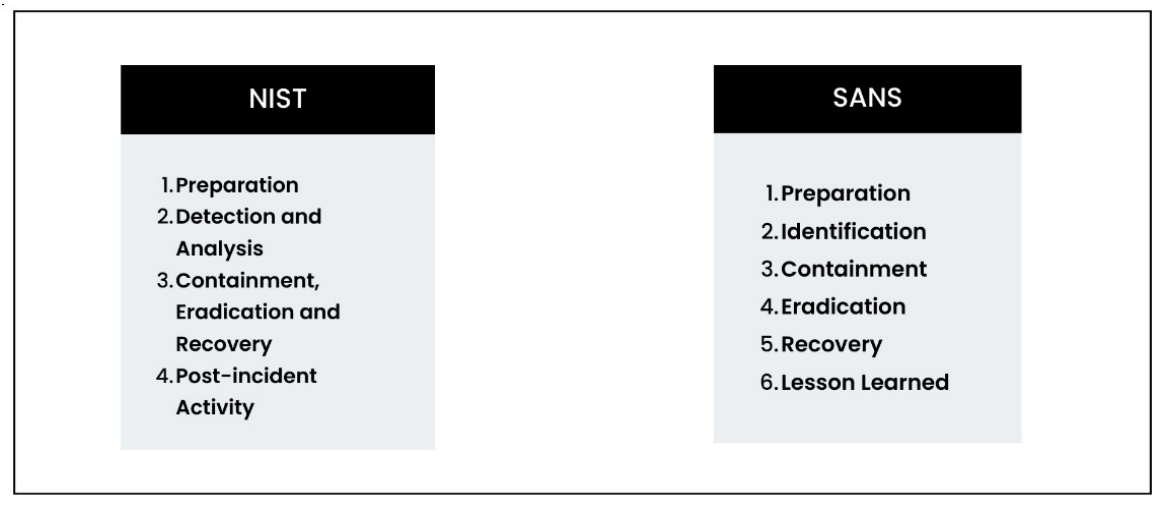 NIST
1. Preparation
2. Detection and
Analysis
3. Containment,
Eradication and
Recovery
4. Post-incident
Activity
SANS
1. Preparation
2. Identification
3. Containment
4. Eradication
5. Recovery
6. Lesson Learned